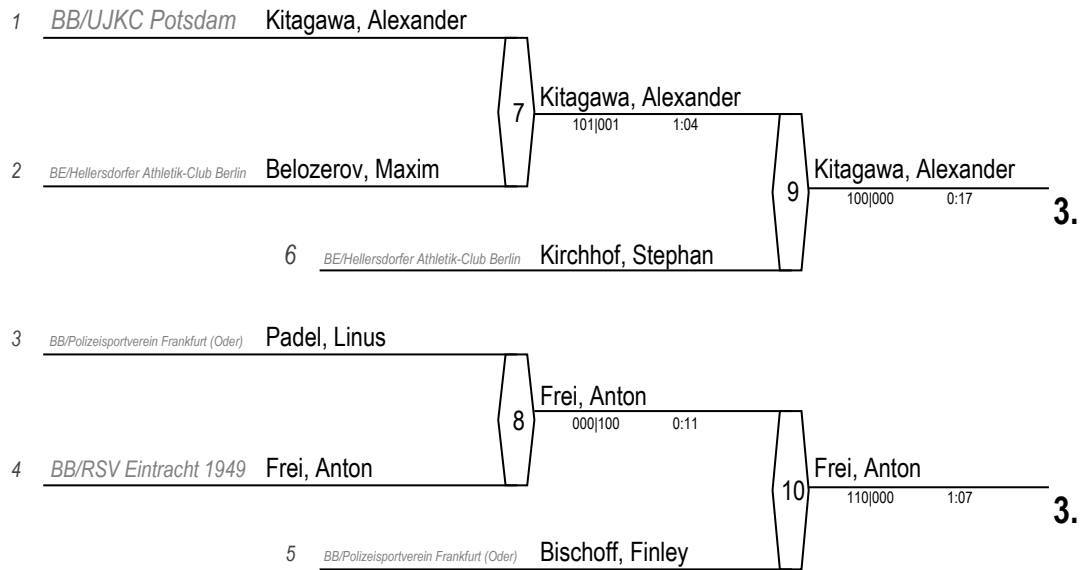 1 BB/UJKC Potsdam Kitagawa, Alexander
7 Kitagawa, Alexander
101|001 1:04
2 BE/Hellersdorfer Athletik-Club Berlin Belozerov, Maxim
9 Kitagawa, Alexander
100|000 0:17
3.
6 BE/Hellersdorfer Athletik-Club Berlin Kirchhof, Stephan
3 BB/Polizeisportverein Frankfurt (Oder) Padel, Linus
8 Frei, Anton
000|100 0:11
4 BB/RSV Eintracht 1949 Frei, Anton
10 Frei, Anton
110|000 1:07
3.
5 BB/Polizeisportverein Frankfurt (Oder) Bischoff, Finley